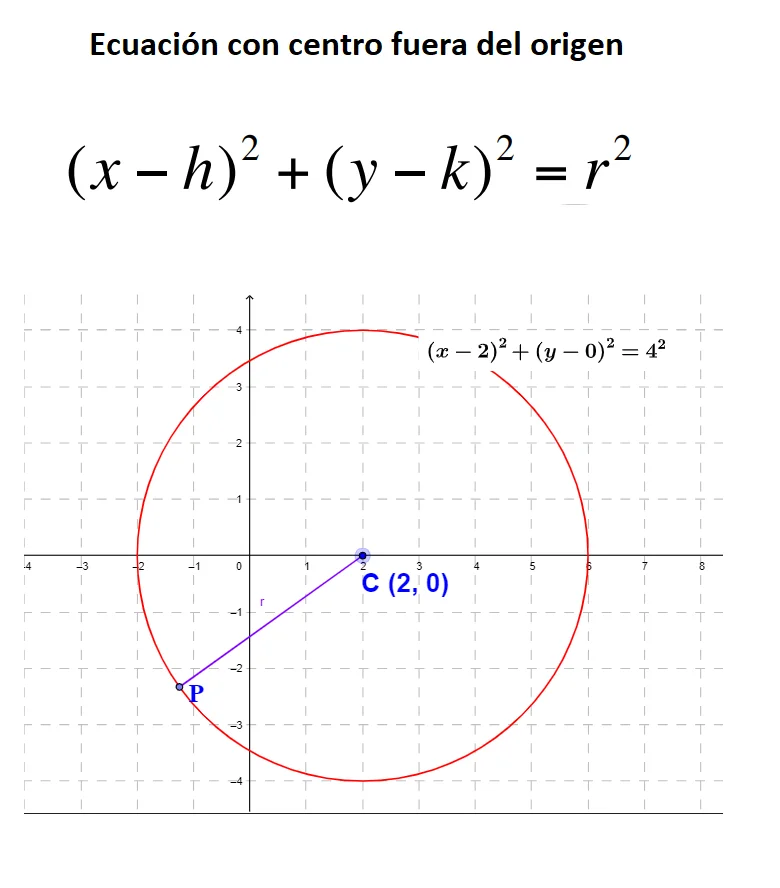 Ecuación con centro fuera del origen
(x − h)² + (y − k)² = r²
4
(x − 2)² + (y − 0)² = 4²
3
2
1
4 −3 −2 −1 0 1 2 3 4 5 6 7 8
C (2, 0)
r
−1
−2
P
−3
−4